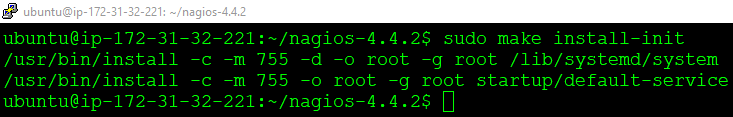 ubuntu@ip-172-31-32-221: ~/nagios-4.4.2
ubuntu@ip-172-31-32-221:~/nagios-4.4.2$ sudo make install-init
/usr/bin/install -c -m 755 -d -o root -g root /lib/systemd/system
/usr/bin/install -c -m 755 -o root -g root startup/default-service
ubuntu@ip-172-31-32-221:~/nagios-4.4.2$